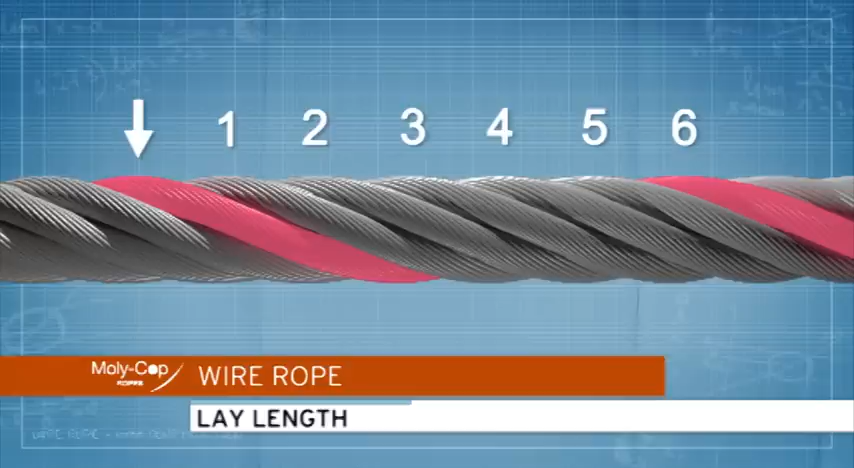 1 2 3 4 5 6
Moly-Cop
ROPES
WIRE ROPE
LAY LENGTH